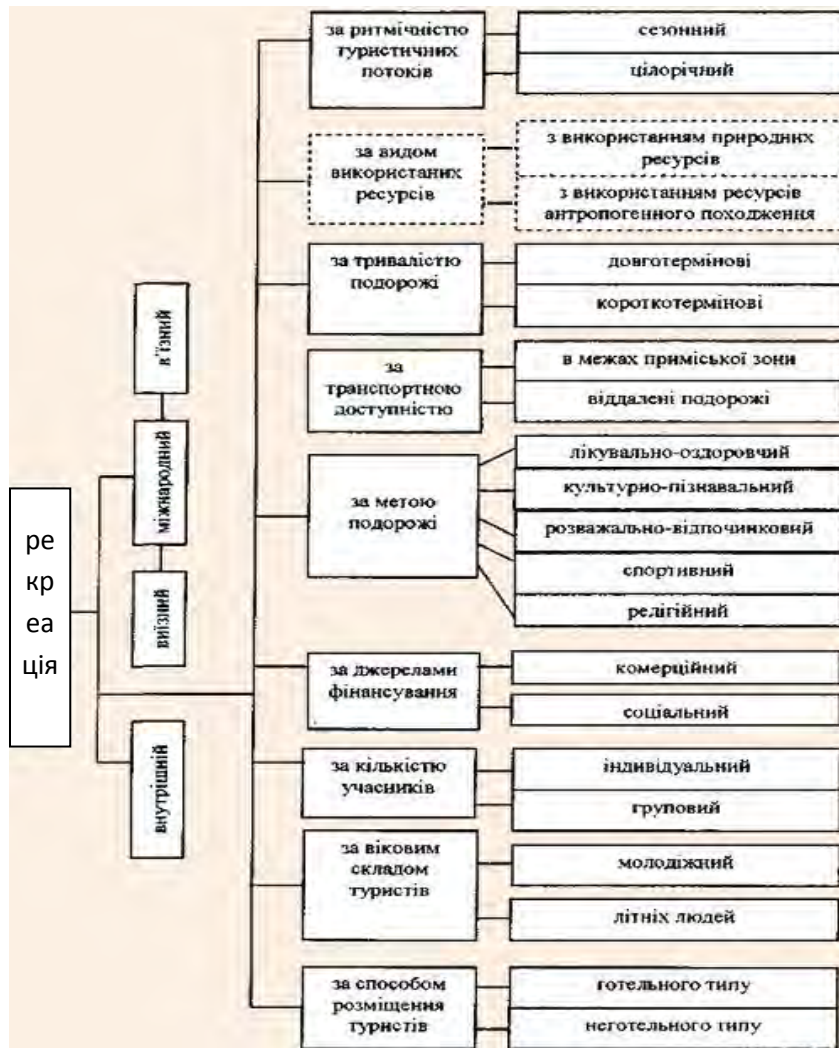 за ритмічністю
туристичних
потоків
сезонний
цілорічний
за видом
використаних
ресурсів
з використанням природних
ресурсів
з використанням ресурсів
антропогенного походження
за тривалістю
подорожі
довготермінові
короткотермінові
за
транспортною
доступністю
в межах приміської зони
віддалені подорожі
за метою
подорожі
лікувально-оздоровчий
культурно-пізнавальний
розважально-відпочинковий
спортивний
релігійний
за джерелами
фінансування
комерційний
соціальний
за кількістю
учасників
індивідуальний
груповий
за віковим
складом
туристів
молодіжний
літніх людей
за способом
розміщення
туристів
готельного типу
неготельного типу
в'їзний
міжнародний
виїзний
внутрішній
ре
кр
еа
ція